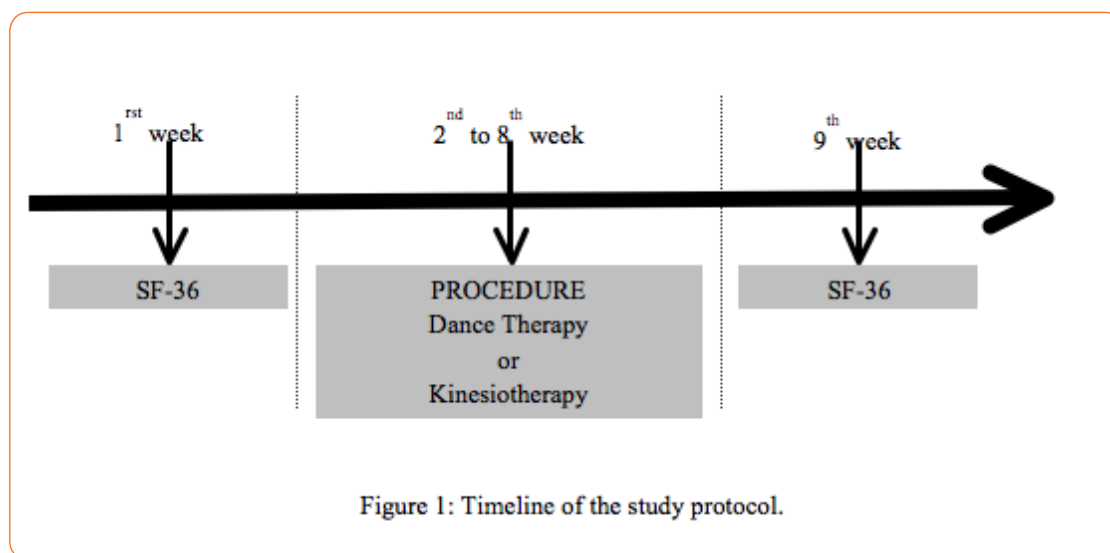 1rst week
2nd to 8th week
9th week
SF-36
PROCEDURE
Dance Therapy
or
Kinesiotherapy
SF-36
Figure 1: Timeline of the study protocol.